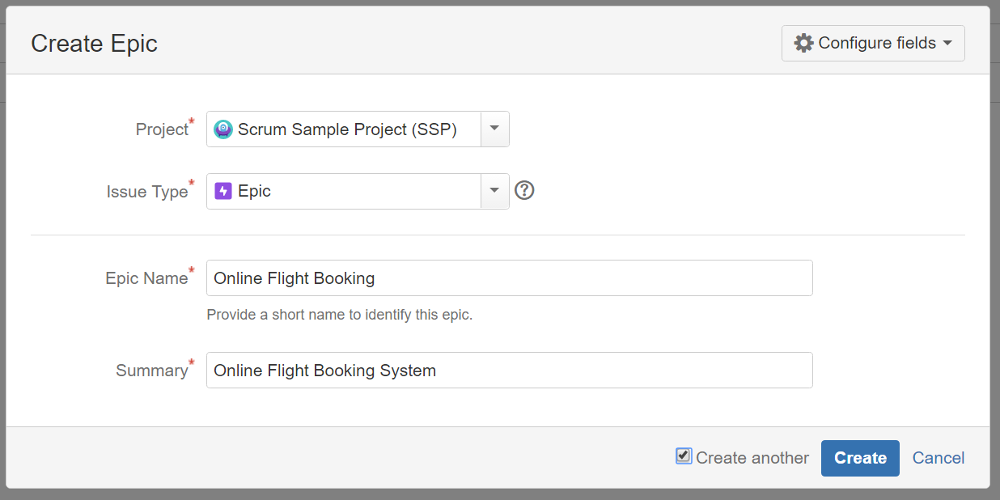 Create Epic
Configure fields
Project* Scrum Sample Project (SSP)
Issue Type* Epic ?
Epic Name* Online Flight Booking
Provide a short name to identify this epic.
Summary* Online Flight Booking System
Create another Create Cancel